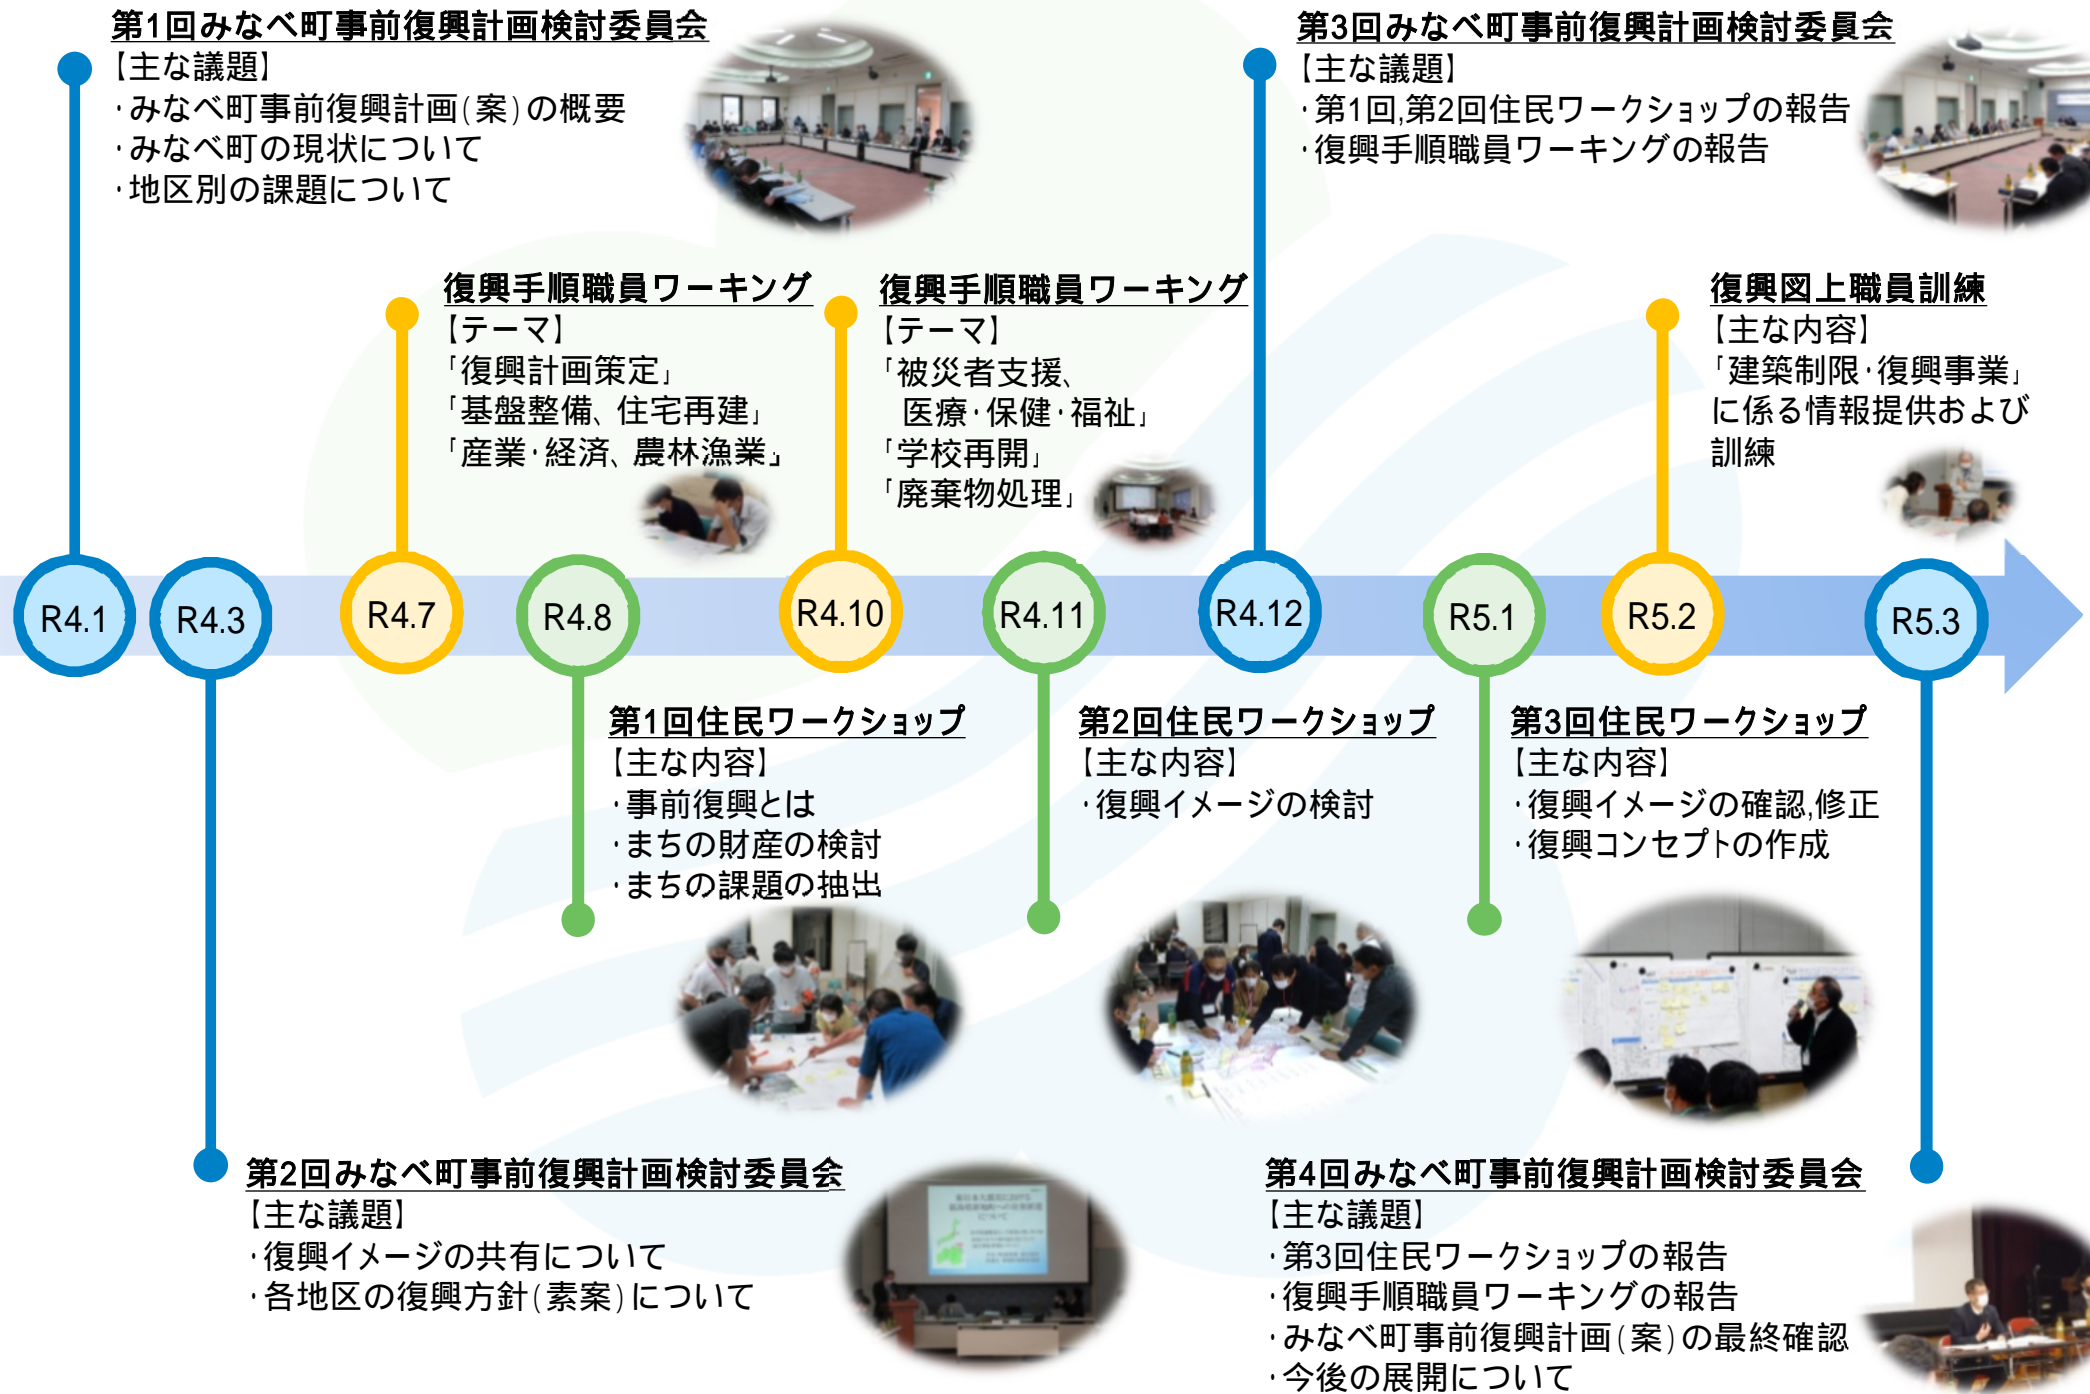 第1回みなべ町事前復興計画検討委員会
【主な議題】
・みなべ町事前復興計画(案)の概要
・みなべ町の現状について
・地区別の課題について
第3回みなべ町事前復興計画検討委員会
【主な議題】
・第1回,第2回住民ワークショップの報告
・復興手順職員ワーキングの報告
復興手順職員ワーキング
【テーマ】
「復興計画策定」
「基盤整備、住宅再建」
「産業・経済、農林漁業」
復興手順職員ワーキング
【テーマ】
「被災者支援、
医療・保健・福祉」
「学校再開」
「廃棄物処理」
復興図上職員訓練
【主な内容】
「建築制限・復興事業」
に係る情報提供および
訓練
R4.1
R4.3
R4.7
R4.8
R4.10
R4.11
R4.12
R5.1
R5.2
R5.3
第1回住民ワークショップ
【主な内容】
・事前復興とは
・まちの財産の検討
・まちの課題の抽出
第2回住民ワークショップ
【主な内容】
・復興イメージの検討
第3回住民ワークショップ
【主な内容】
・復興イメージの確認,修正
・復興コンセプトの作成
第2回みなべ町事前復興計画検討委員会
【主な議題】
・復興イメージの共有について
・各地区の復興方針(素案)について
第4回みなべ町事前復興計画検討委員会
【主な議題】
・第3回住民ワークショップの報告
・復興手順職員ワーキングの報告
・みなべ町事前復興計画(案)の最終確認
・今後の展開について